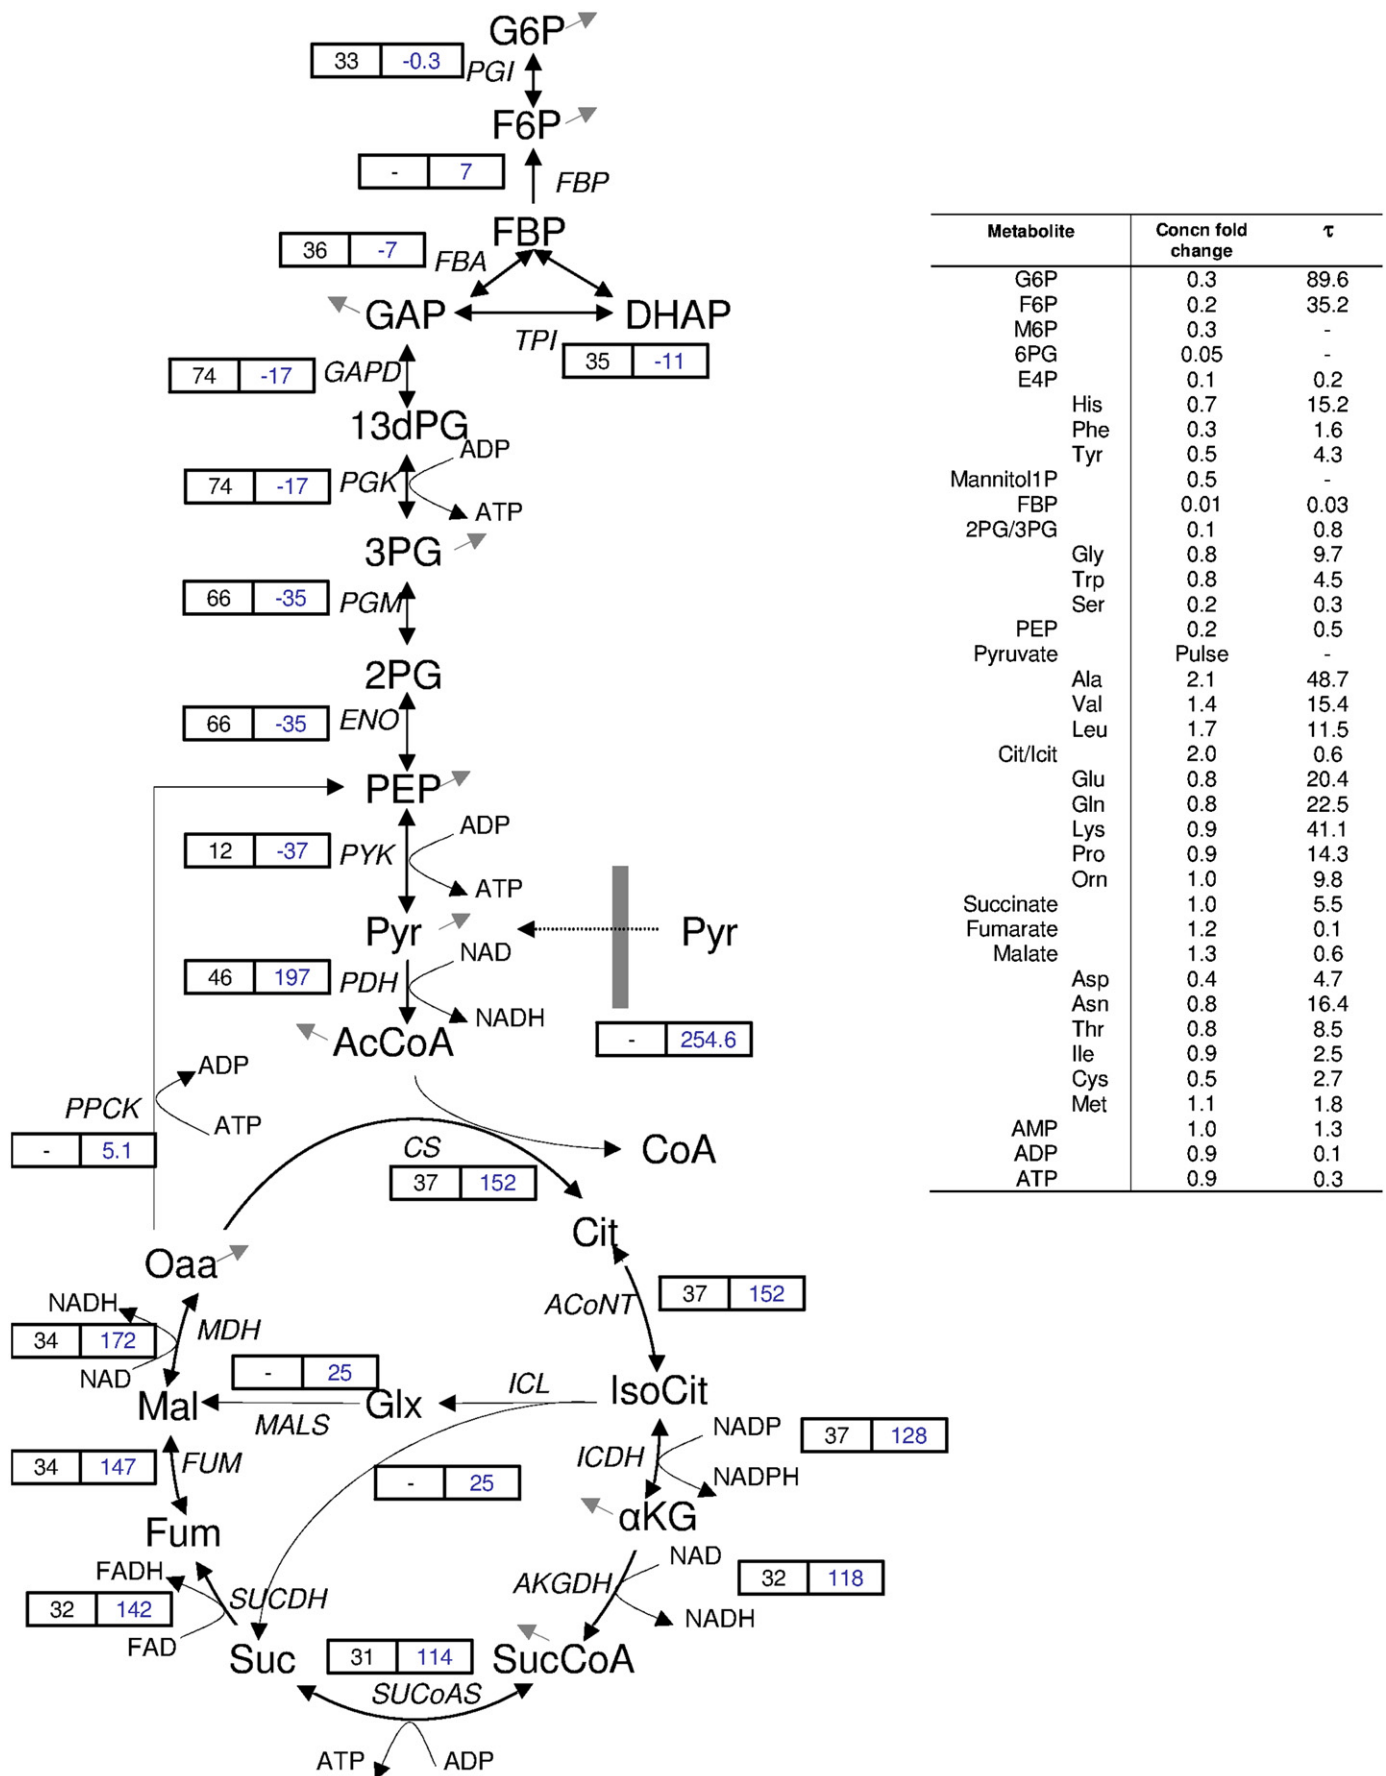 G6P
33 -0.3 PGI
F6P
- 7 FBP
FBP
36 -7 FBA
GAP DHAP
TPI
35 -11
74 -17 GAPD
13dPG
ADP
74 -17 PGK
ATP
3PG
66 -35 PGM
2PG
66 -35 ENO
PEP
ADP
12 -37 PYK
ATP
Pyr Pyr
NAD
46 197 PDH
NADH
- 254.6
AcCoA
ADP
PPCK
ATP
- 5.1
CS
CoA
37 152
Cit
Oaa
ACoNT 37 152
NADH
34 172 MDH
NAD
- 25
ICL
IsoCit
Mal Glx
MALS
NADP 37 128
ICDH
NADPH
34 147 FUM
- 25
αKG
Fum
NAD
FADH
AKGDH 32 118
32 142 SUCDH
NADH
FAD
Suc 31 114 SucCoA
SUCoAS
ATP ADP
Metabolite Concn fold τ
change
G6P 0.3 89.6
F6P 0.2 35.2
M6P 0.3 -
6PG 0.05 -
E4P 0.1 0.2
His 0.7 15.2
Phe 0.3 1.6
Tyr 0.5 4.3
Mannitol1P 0.5 -
FBP 0.01 0.03
2PG/3PG 0.1 0.8
Gly 0.8 9.7
Trp 0.8 4.5
Ser 0.2 0.3
PEP 0.2 0.5
Pyruvate Pulse -
Ala 2.1 48.7
Val 1.4 15.4
Leu 1.7 11.5
Cit/Icit 2.0 0.6
Glu 0.8 20.4
Gln 0.8 22.5
Lys 0.9 41.1
Pro 0.9 14.3
Orn 1.0 9.8
Succinate 1.0 5.5
Fumarate 1.2 0.1
Malate 1.3 0.6
Asp 0.4 4.7
Asn 0.8 16.4
Thr 0.8 8.5
Ile 0.9 2.5
Cys 0.5 2.7
Met 1.1 1.8
AMP 1.0 1.3
ADP 0.9 0.1
ATP 0.9 0.3